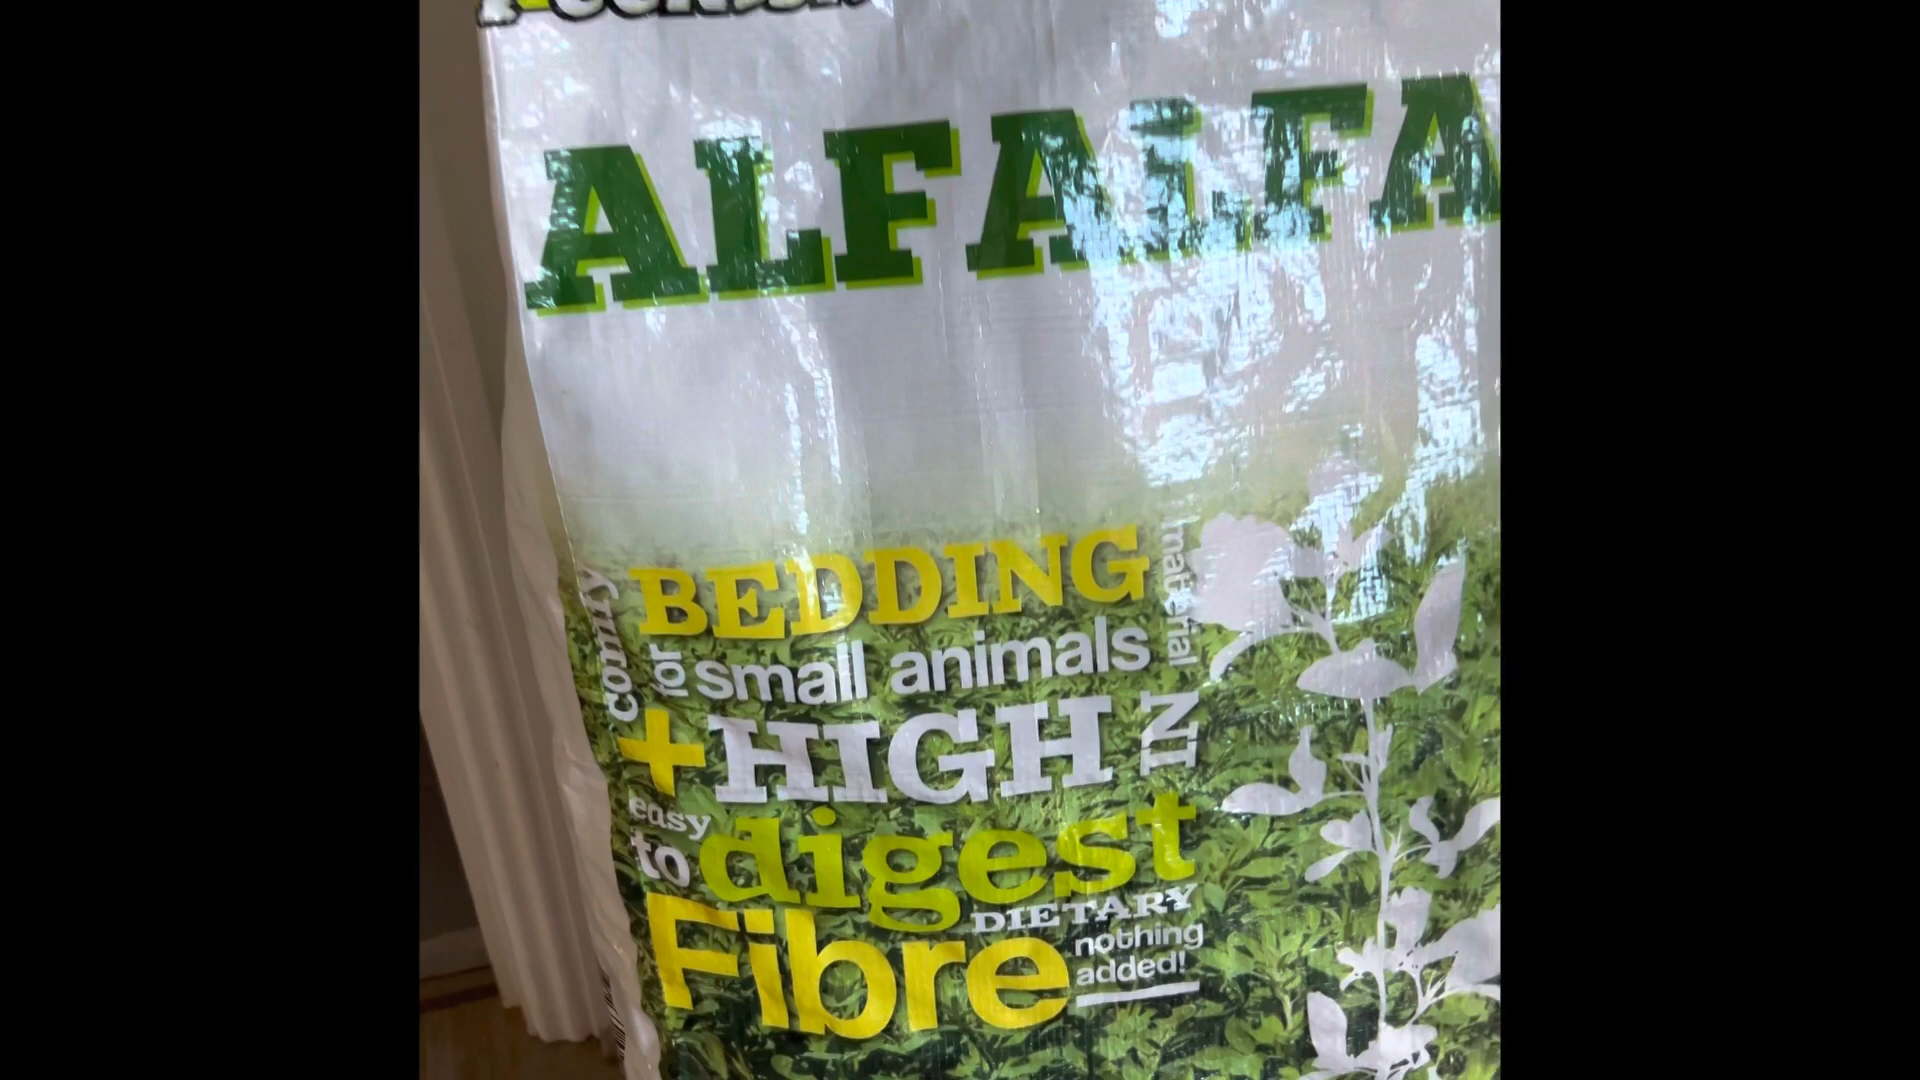 ALFALFA
comfy
BEDDING
material
for small animals
+ HIGH IN
easy
to digest
DIETARY
Fibre
nothing
added!